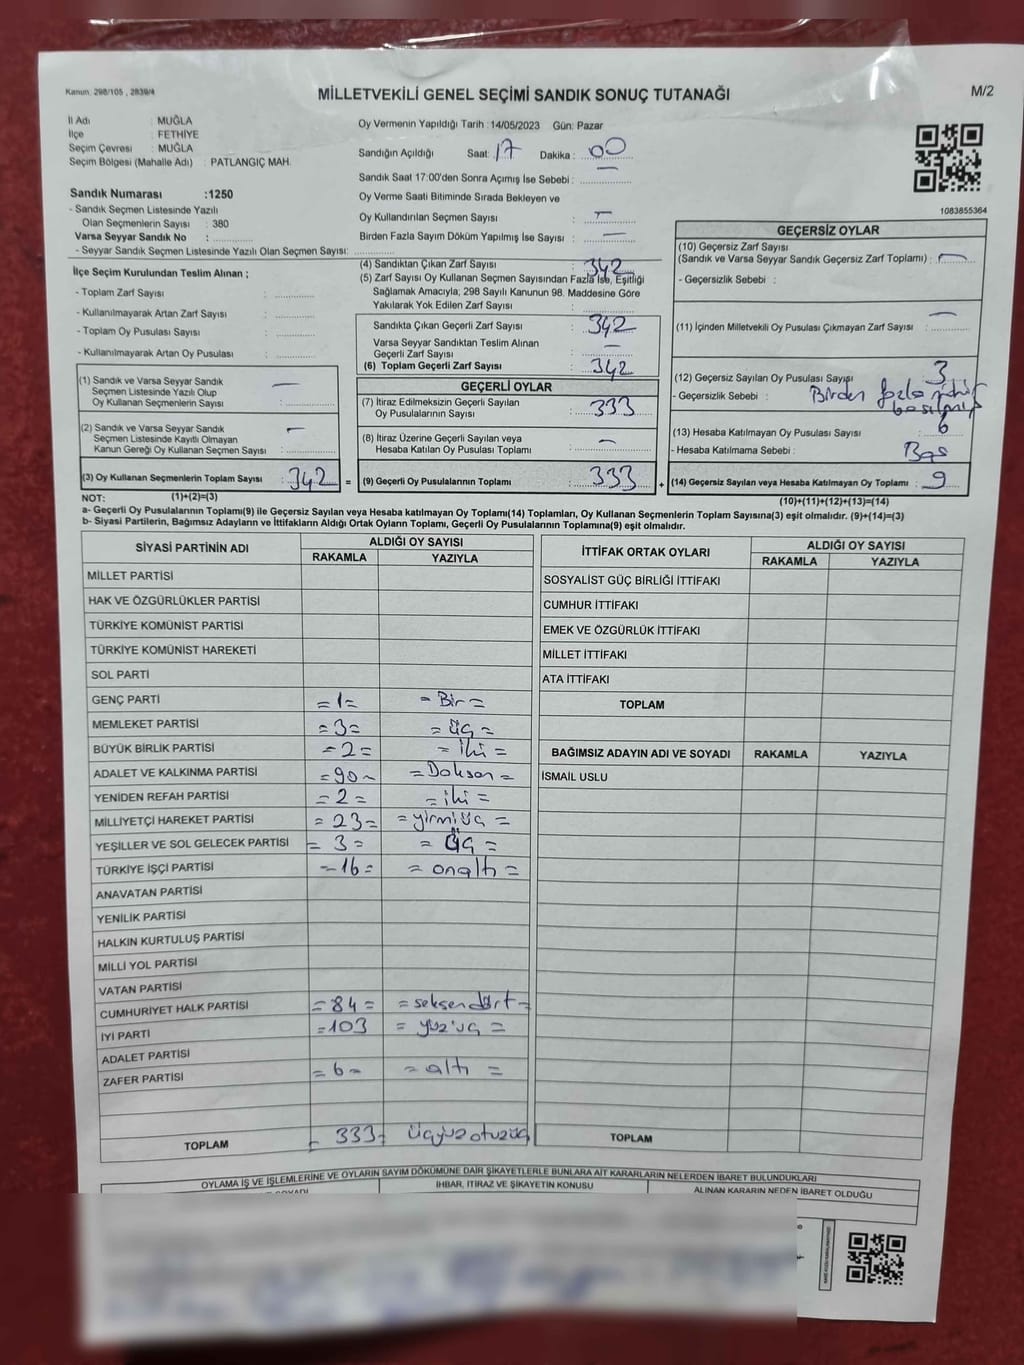 Kanun. 298/105 , 2839/4
MİLLETVEKİLİ GENEL SEÇİMİ SANDIK SONUÇ TUTANAĞI
M/2
İl Adı : MUĞLA
İlçe : FETHİYE
Seçim Çevresi : MUĞLA
Seçim Bölgesi (Mahalle Adı) : PATLANGIÇ MAH.
Oy Vermenin Yapıldığı Tarih :14/05/2023 Gün: Pazar
Sandığın Açıldığı Saat: 17 Dakika : 00
Sandık Saat 17:00'den Sonra Açımış İse Sebebi : —
Oy Verme Saati Bitiminde Sırada Bekleyen ve
Oy Kullandırılan Seçmen Sayısı : —
Birden Fazla Sayım Döküm Yapılmış İse Sayısı : —
Sandık Numarası :1250
- Sandık Seçmen Listesinde Yazılı
Olan Seçmenlerin Sayısı : 380
Varsa Seyyar Sandık No :
- Seyyar Sandık Seçmen Listesinde Yazılı Olan Seçmen Sayısı:
1083855364
İlçe Seçim Kurulundan Teslim Alınan ;
- Toplam Zarf Sayısı :
- Kullanılmayarak Artan Zarf Sayısı :
- Toplam Oy Pusulası Sayısı :
- Kullanılmayarak Artan Oy Pusulası :
(1) Sandık ve Varsa Seyyar Sandık
Seçmen Listesinde Yazılı Olup
Oy Kullanan Seçmenlerin Sayısı : —
(2) Sandık ve Varsa Seyyar Sandık
Seçmen Listesinde Kayıtlı Olmayan
Kanun Gereği Oy Kullanan Seçmen Sayısı : —
(3) Oy Kullanan Seçmenlerin Toplam Sayısı : 342 =
(4) Sandıktan Çıkan Zarf Sayısı : 342
(5) Zarf Sayısı Oy Kullanan Seçmen Sayısından Fazla İse, Eşitliği
Sağlamak Amacıyla; 298 Sayılı Kanunun 98. Maddesine Göre
Yakılarak Yok Edilen Zarf Sayısı :
Sandıkta Çıkan Geçerli Zarf Sayısı : 342
Varsa Seyyar Sandıktan Teslim Alınan
Geçerli Zarf Sayısı : —
(6) Toplam Geçerli Zarf Sayısı : 342
GEÇERLİ OYLAR
(7) İtiraz Edilmeksizin Geçerli Sayılan
Oy Pusulalarının Sayısı : 333
(8) İtiraz Üzerine Geçerli Sayılan veya
Hesaba Katılan Oy Pusulası Toplamı : —
(9) Geçerli Oy Pusulalarının Toplamı : 333 +
GEÇERSİZ OYLAR
(10) Geçersiz Zarf Sayısı
(Sandık ve Varsa Seyyar Sandık Geçersiz Zarf Toplamı) : —
- Geçersizlik Sebebi :
(11) İçinden Milletvekili Oy Pusulası Çıkmayan Zarf Sayısı : —
(12) Geçersiz Sayılan Oy Pusulası Sayısı : 3
- Geçersizlik Sebebi : Birden fazla mühür
basılmış
(13) Hesaba Katılmayan Oy Pusulası Sayısı : 6
- Hesaba Katılmama Sebebi : Boş
(14) Geçersiz Sayılan veya Hesaba Katılmayan Oy Toplamı : 9
NOT: (1)+(2)=(3)
(10)+(11)+(12)+(13)=(14)
a- Geçerli Oy Pusulalarının Toplamı(9) ile Geçersiz Sayılan veya Hesaba katılmayan Oy Toplamı(14) Toplamları, Oy Kullanan Seçmenlerin Toplam Sayısına(3) eşit olmalıdır. (9)+(14)=(3)
b- Siyasi Partilerin, Bağımsız Adayların ve İttifakların Aldığı Ortak Oyların Toplamı, Geçerli Oy Pusulalarının Toplamına(9) eşit olmalıdır.
SİYASİ PARTİNİN ADI ALDIĞI OY SAYISI
RAKAMLA YAZIYLA
MİLLET PARTİSİ
HAK VE ÖZGÜRLÜKLER PARTİSİ
TÜRKİYE KOMÜNİST PARTİSİ
TÜRKİYE KOMÜNİST HAREKETİ
SOL PARTİ
GENÇ PARTİ =1= = Bir =
MEMLEKET PARTİSİ =3= = üç =
BÜYÜK BİRLİK PARTİSİ =2= = iki =
ADALET VE KALKINMA PARTİSİ =90= = Doksan =
YENİDEN REFAH PARTİSİ =2= = iki =
MİLLİYETÇİ HAREKET PARTİSİ = 23= = yirmiüç =
YEŞİLLER VE SOL GELECEK PARTİSİ = 3= = üç =
TÜRKİYE İŞÇİ PARTİSİ =16= = onaltı =
ANAVATAN PARTİSİ
YENİLİK PARTİSİ
HALKIN KURTULUŞ PARTİSİ
MİLLİ YOL PARTİSİ
VATAN PARTİSİ
CUMHURİYET HALK PARTİSİ =84= = seksendört =
İYİ PARTİ =103 = yüz'üç =
ADALET PARTİSİ
ZAFER PARTİSİ =6= = altı =
TOPLAM = 333= üçyüzotuzüç
İTTİFAK ORTAK OYLARI ALDIĞI OY SAYISI
RAKAMLA YAZIYLA
SOSYALİST GÜÇ BİRLİĞİ İTTİFAKI
CUMHUR İTTİFAKI
EMEK VE ÖZGÜRLÜK İTTİFAKI
MİLLET İTTİFAKI
ATA İTTİFAKI
TOPLAM
BAĞIMSIZ ADAYIN ADI VE SOYADI RAKAMLA YAZIYLA
İSMAİL USLU
TOPLAM
OYLAMA İŞ VE İŞLEMLERİNE VE OYLARIN SAYIM DÖKÜMÜNE DAİR ŞİKAYETLERLE BUNLARA AİT KARARLARIN NELERDEN İBARET BULUNDUKLARI
İHBAR, İTİRAZ VE ŞİKAYETİN KONUSU
ALINAN KARARIN NEDEN İBARET OLDUĞU